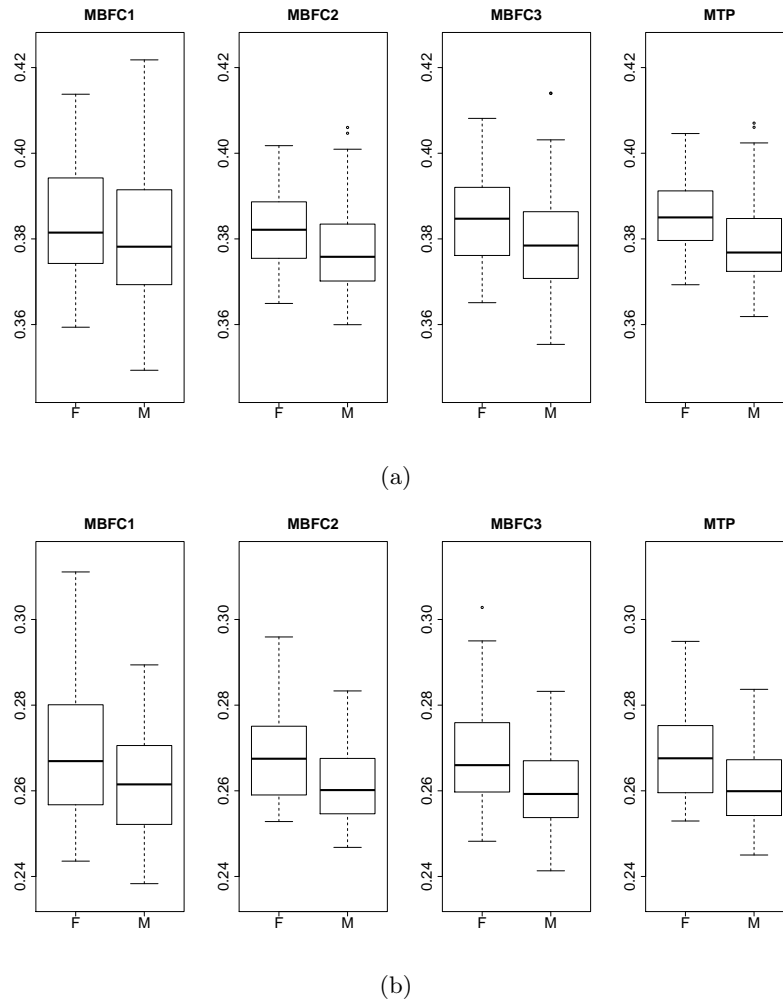 MBFC1 MBFC2 MBFC3 MTP
0.42 0.42 0.42 0.42
0.40 0.40 0.40 0.40
0.38 0.38 0.38 0.38
0.36 0.36 0.36 0.36
F M F M F M F M
(a)
MBFC1 MBFC2 MBFC3 MTP
0.30 0.30 0.30 0.30
0.28 0.28 0.28 0.28
0.26 0.26 0.26 0.26
0.24 0.24 0.24 0.24
F M F M F M F M
(b)